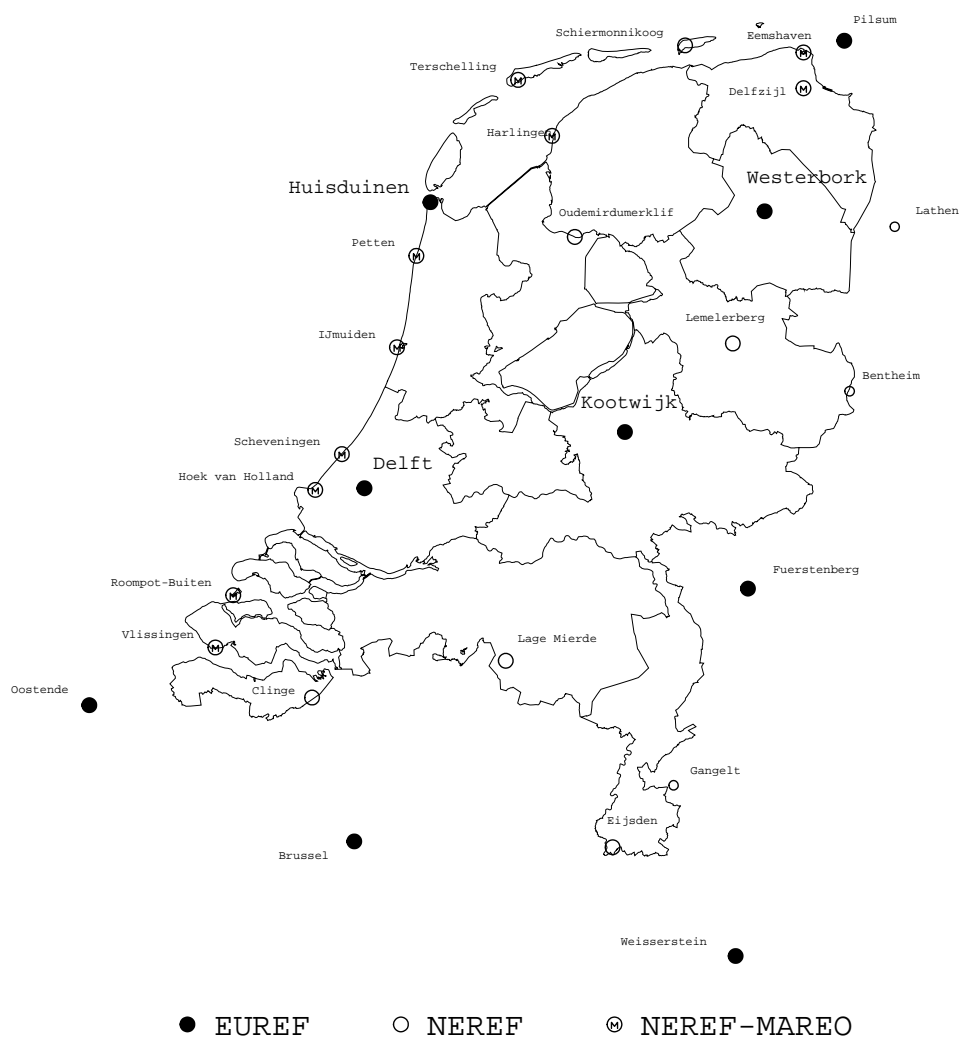 Pilsum
Schiermonnikoog
Eemshaven
Terschelling
Delfzijl
Harlingen
Westerbork
Huisduinen
Lathen
Oudemirdumerklif
Petten
Lemelerberg
IJmuiden
Bentheim
Kootwijk
Scheveningen
Delft
Hoek van Holland
Fuerstenberg
Roompot-Buiten
Vlissingen
Lage Mierde
Oostende
Clinge
Gangelt
Eijsden
Brussel
Weisserstein
EUREF
NEREF
M NEREF-MAREO